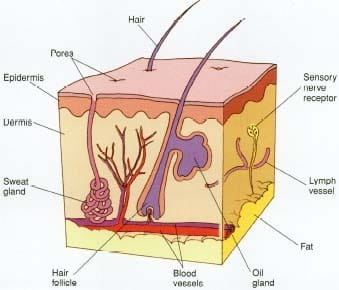 Hair
Pores
Epidermis
Dermis
Sweat
gland
Hair
follicle
Blood
vessels
Oil
gland
Fat
Lymph
vessel
Sensory
nerve
receptor